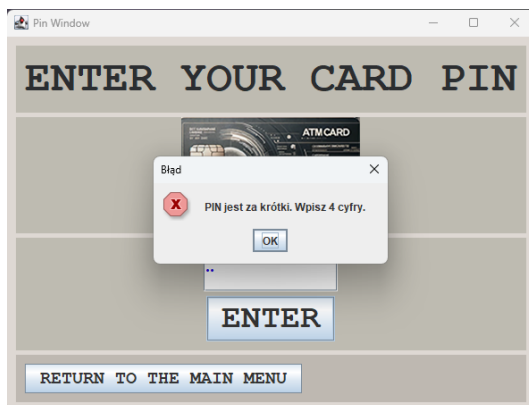 Pin Window
ENTER YOUR CARD PIN
ATM CARD
Błąd
PIN jest za krótki. Wpisz 4 cyfry.
OK
ENTER
RETURN TO THE MAIN MENU